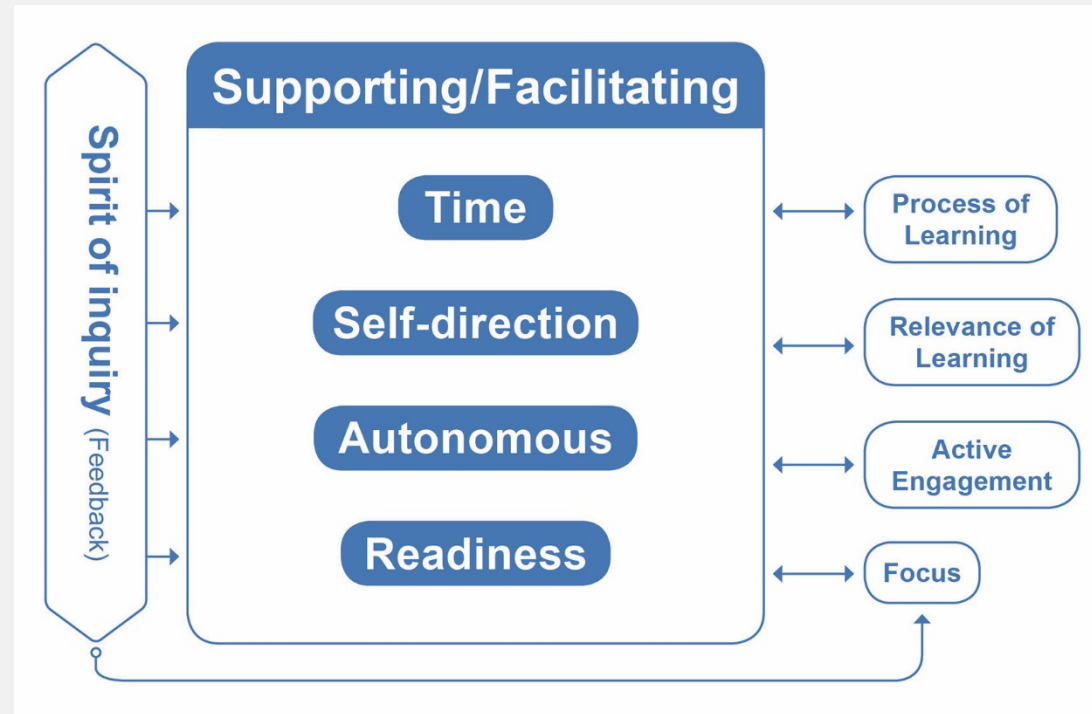 Spirit of inquiry (Feedback)
Supporting/Facilitating
Time
Self-direction
Autonomous
Readiness
Process of
Learning
Relevance of
Learning
Active
Engagement
Focus